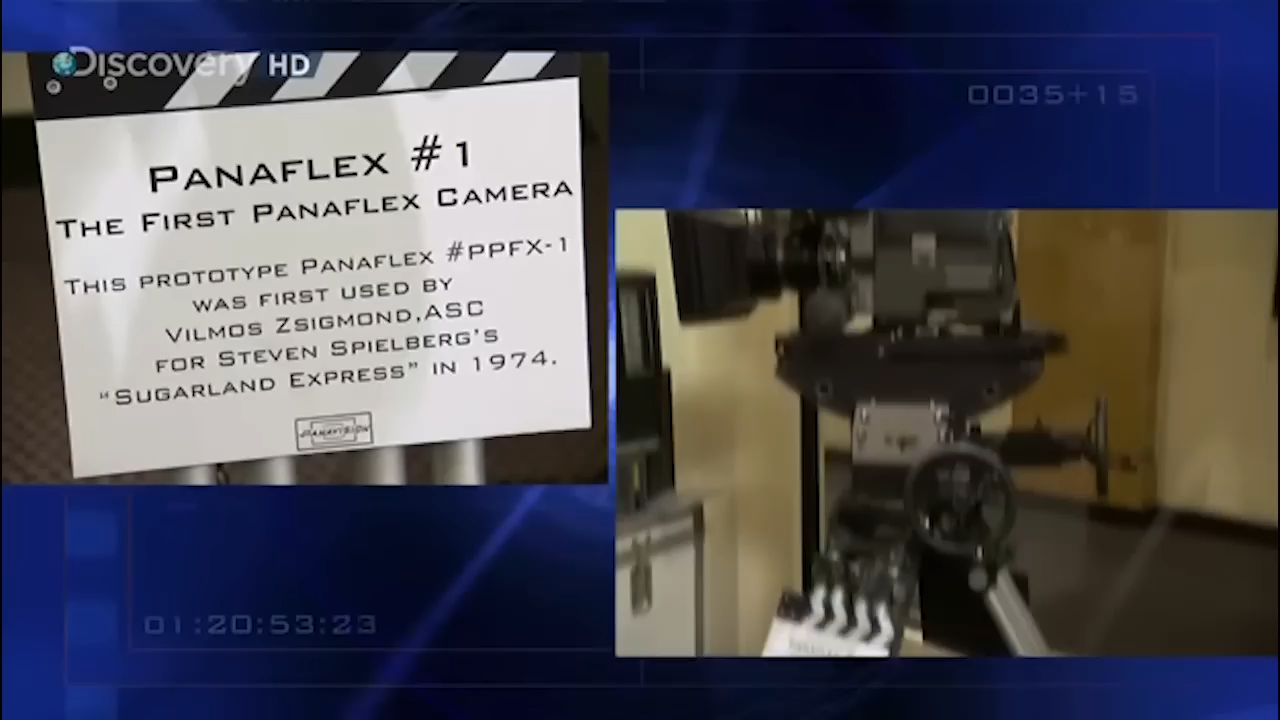 Discovery HD
0035+15
PANAFLEX #1
THE FIRST PANAFLEX CAMERA
THIS PROTOTYPE PANAFLEX #PPFX-1
WAS FIRST USED BY
VILMOS ZSIGMOND,ASC
FOR STEVEN SPIELBERG'S
"SUGARLAND EXPRESS" IN 1974.
PANAVISION
01:20:53:23